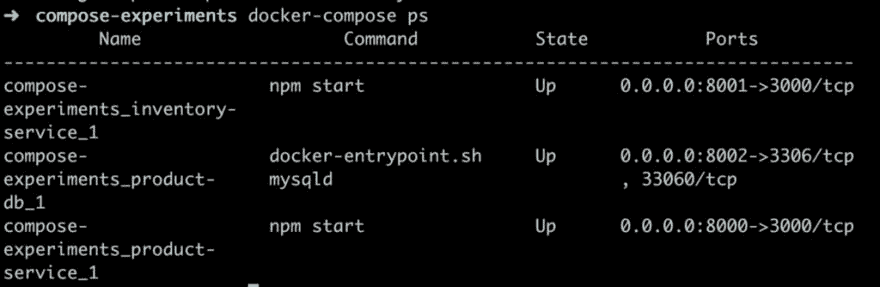 ➜ compose-experiments docker-compose ps
Name Command State Ports
--------------------------------------------------------------------------------
compose- npm start Up 0.0.0.0:8001->3000/tcp
experiments_inventory-
service_1
compose- docker-entrypoint.sh Up 0.0.0.0:8002->3306/tcp
experiments_product- mysqld , 33060/tcp
db_1
compose- npm start Up 0.0.0.0:8000->3000/tcp
experiments_product-
service_1